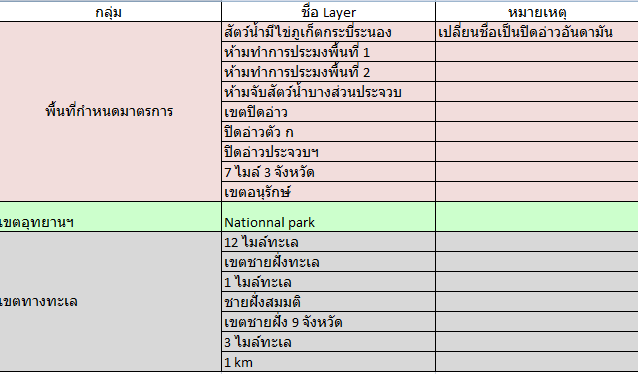 กลุ่ม ชื่อ Layer หมายเหตุ
สัตว์น้ำมีไข่ภูเก็ตกระบี่ระนอง เปลี่ยนชื่อเป็นปิดอ่าวอันดามัน
ห้ามทำการประมงพื้นที่ 1
ห้ามทำการประมงพื้นที่ 2
ห้ามจับสัตว์น้ำบางส่วนประจวบ
พื้นที่กำหนดมาตรการ เขตปิดอ่าว
ปิดอ่าวตัว ก
ปิดอ่าวประจวบฯ
7 ไมล์ 3 จังหวัด
เขตอนุรักษ์
เขตอุทยานฯ Nationnal park
12 ไมล์ทะเล
เขตชายฝั่งทะเล
1 ไมล์ทะเล
เขตทางทะเล ชายฝั่งสมมติ
เขตชายฝั่ง 9 จังหวัด
3 ไมล์ทะเล
1 km